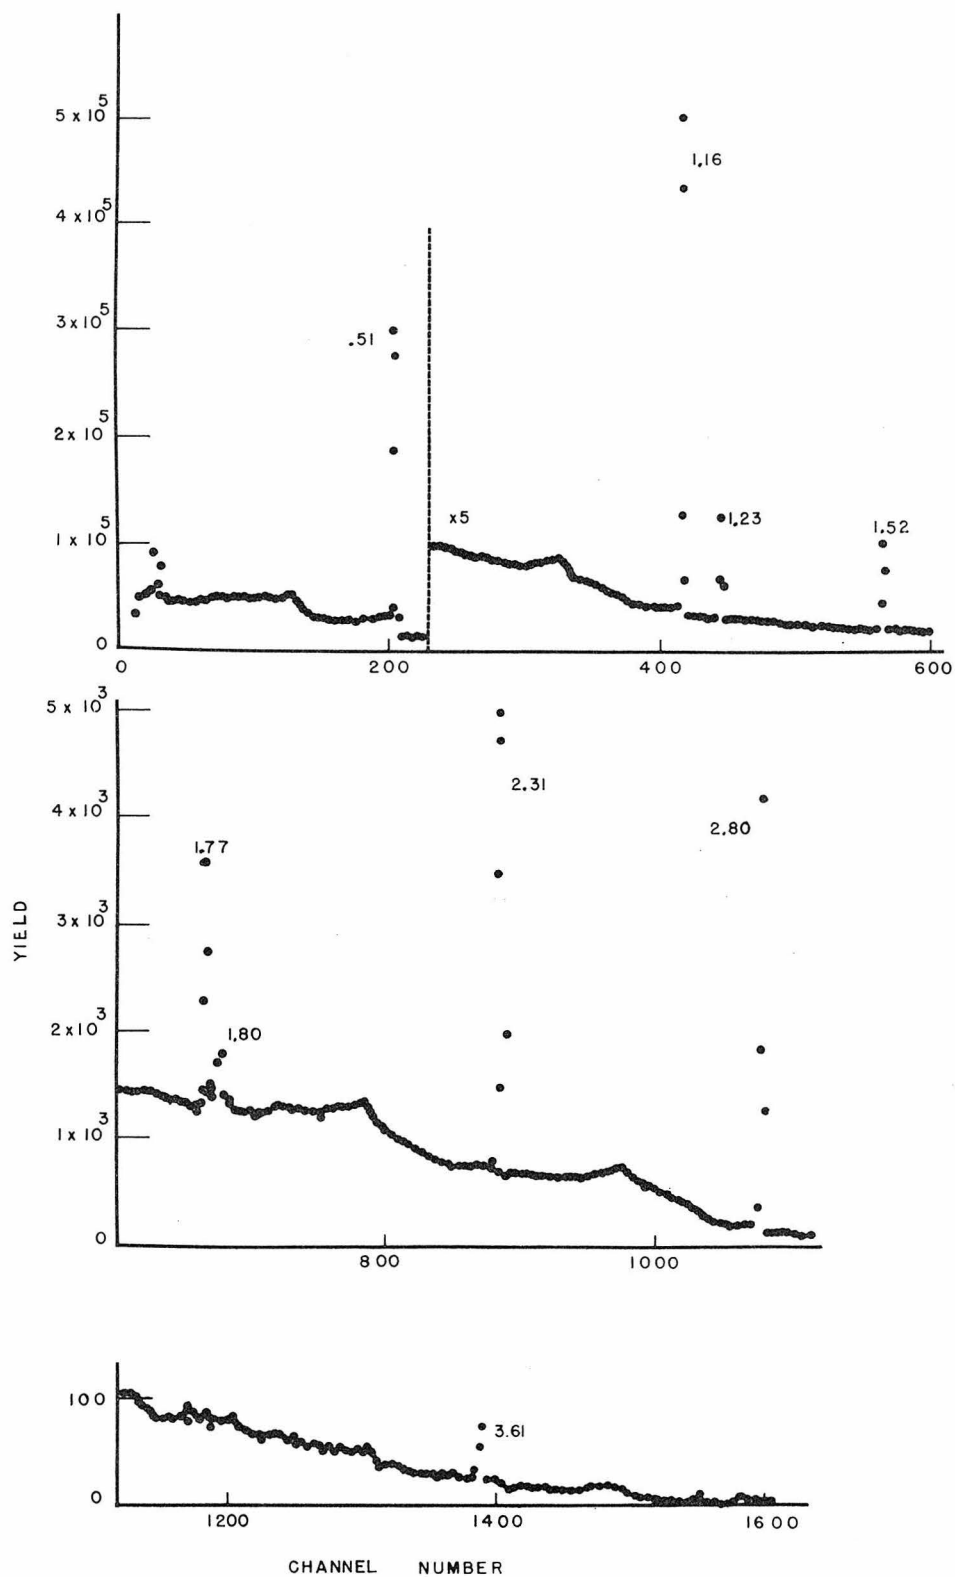 5 x 10^5
1.16
4 x 10^5
3 x 10^5
.51
2 x 10^5
x5
1 x 10^5
1.23
1.52
0
0 200 400 600
5 x 10^3
2.31
4 x 10^3
2.80
1.77
3 x 10^3
YIELD
2 x 10^3
1.80
1 x 10^3
0
800 1000
100
3.61
0
1200 1400 1600
CHANNEL NUMBER